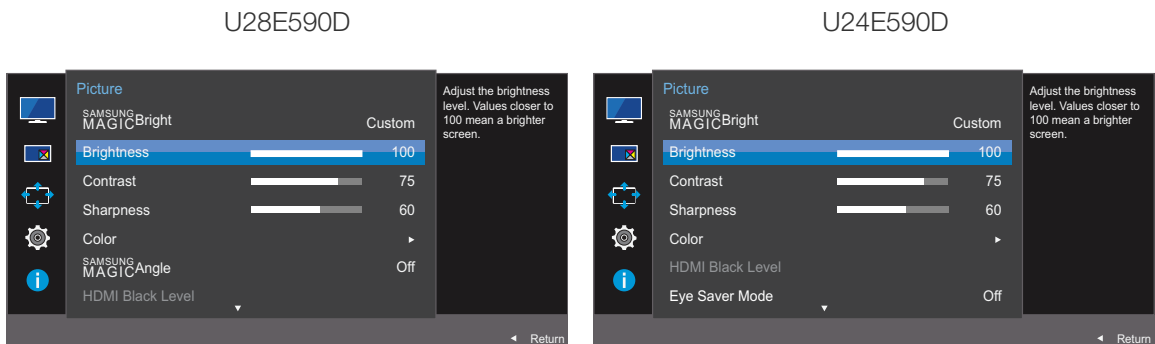 U28E590D
Picture
SAMSUNG
MAGICBright Custom
Brightness 100
Contrast 75
Sharpness 60
Color ►
SAMSUNG
MAGICAngle Off
HDMI Black Level
▼
Adjust the brightness
level. Values closer to
100 mean a brighter
screen.
◄ Return
U24E590D
Picture
SAMSUNG
MAGICBright Custom
Brightness 100
Contrast 75
Sharpness 60
Color ►
HDMI Black Level
Eye Saver Mode Off
▼
Adjust the brightness
level. Values closer to
100 mean a brighter
screen.
◄ Return